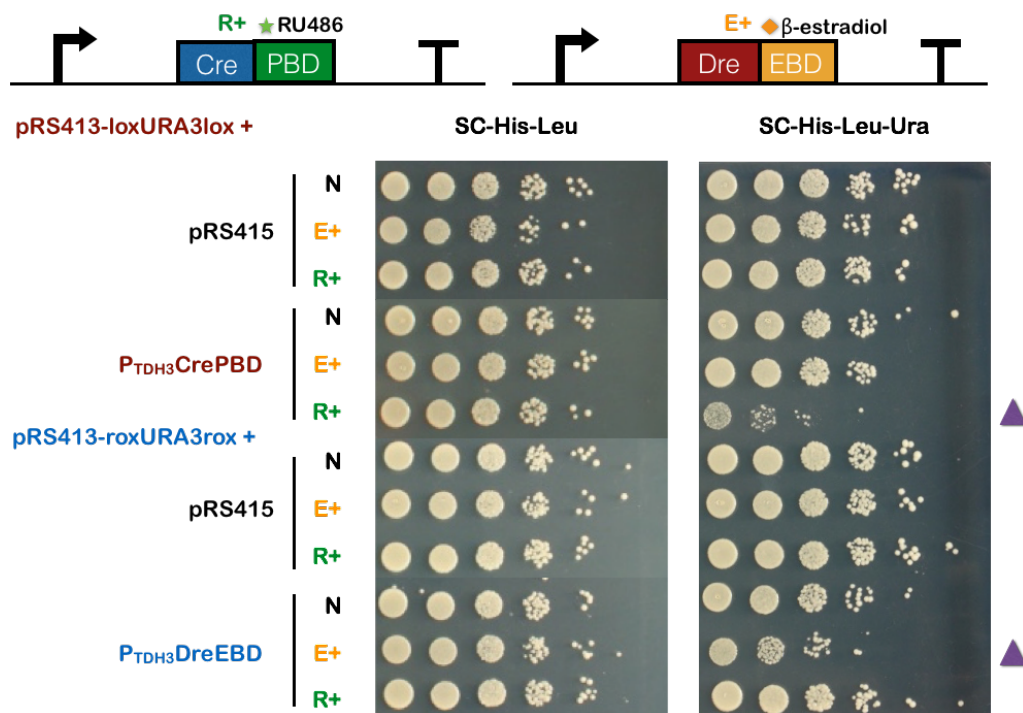 R+ RU486
Cre PBD
E+ β-estradiol
Dre EBD
pRS413-loxURA3lox +
SC-His-Leu
SC-His-Leu-Ura
N
pRS415
E+
R+
N
PTDH3CrePBD
E+
R+
pRS413-roxURA3rox +
N
pRS415
E+
R+
N
PTDH3DreEBD
E+
R+